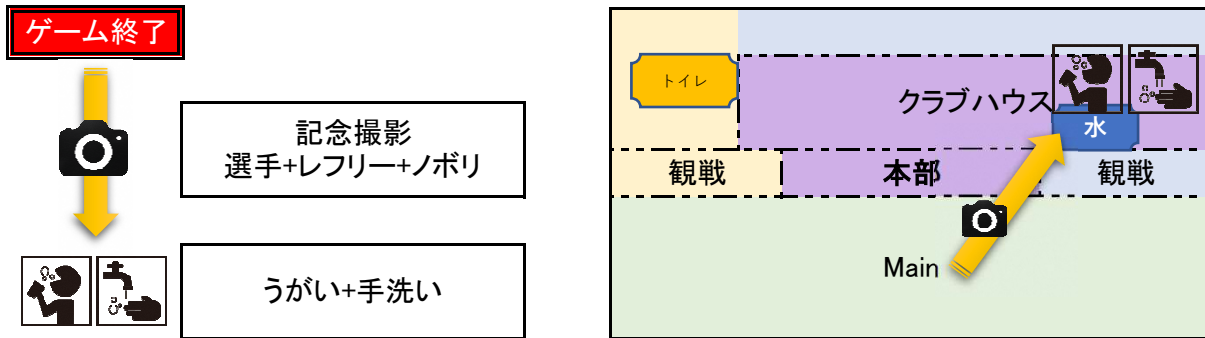 ゲーム終了
記念撮影
選手+レフリー+ノボリ
うがい+手洗い
トイレ
クラブハウス
水
観戦
本部
観戦
Main